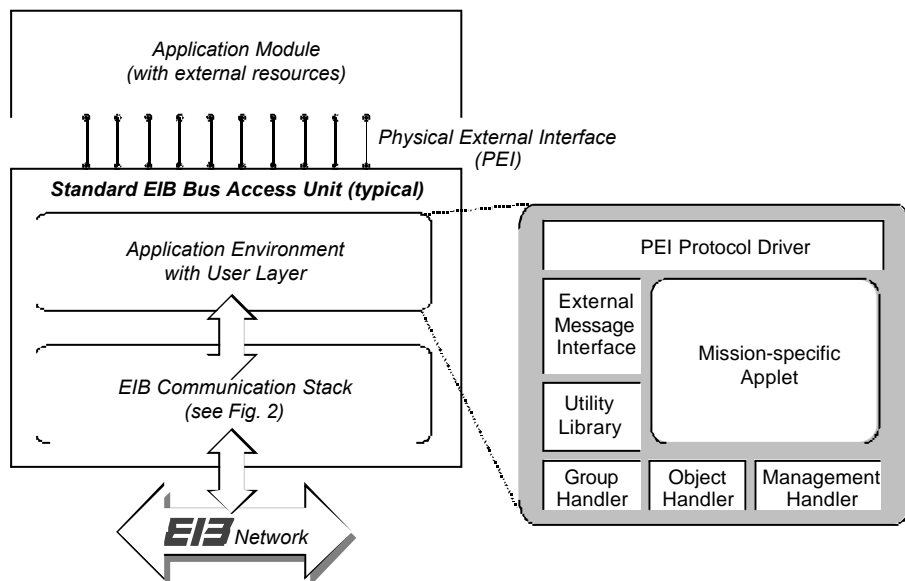 Application Module
(with external resources)
Physical External Interface
(PEI)
Standard EIB Bus Access Unit (typical)
Application Environment
with User Layer
EIB Communication Stack
(see Fig. 2)
EIB Network
PEI Protocol Driver
External
Message
Interface
Mission-specific
Applet
Utility
Library
Group
Handler
Object
Handler
Management
Handler